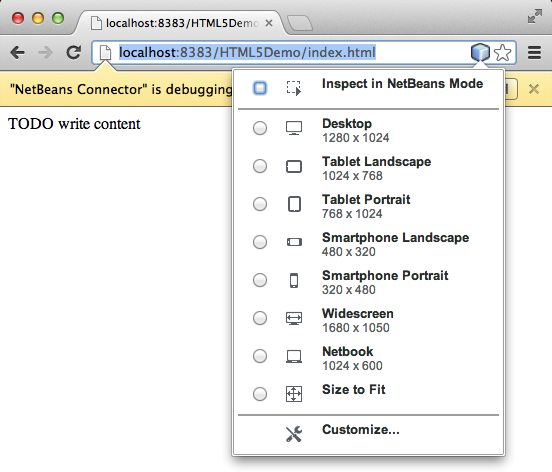 localhost:8383/HTML5Demo
localhost:8383/HTML5Demo/index.html
"NetBeans Connector" is debugging
TODO write content
Inspect in NetBeans Mode
Desktop
1280 x 1024
Tablet Landscape
1024 x 768
Tablet Portrait
768 x 1024
Smartphone Landscape
480 x 320
Smartphone Portrait
320 x 480
Widescreen
1680 x 1050
Netbook
1024 x 600
Size to Fit
Customize...